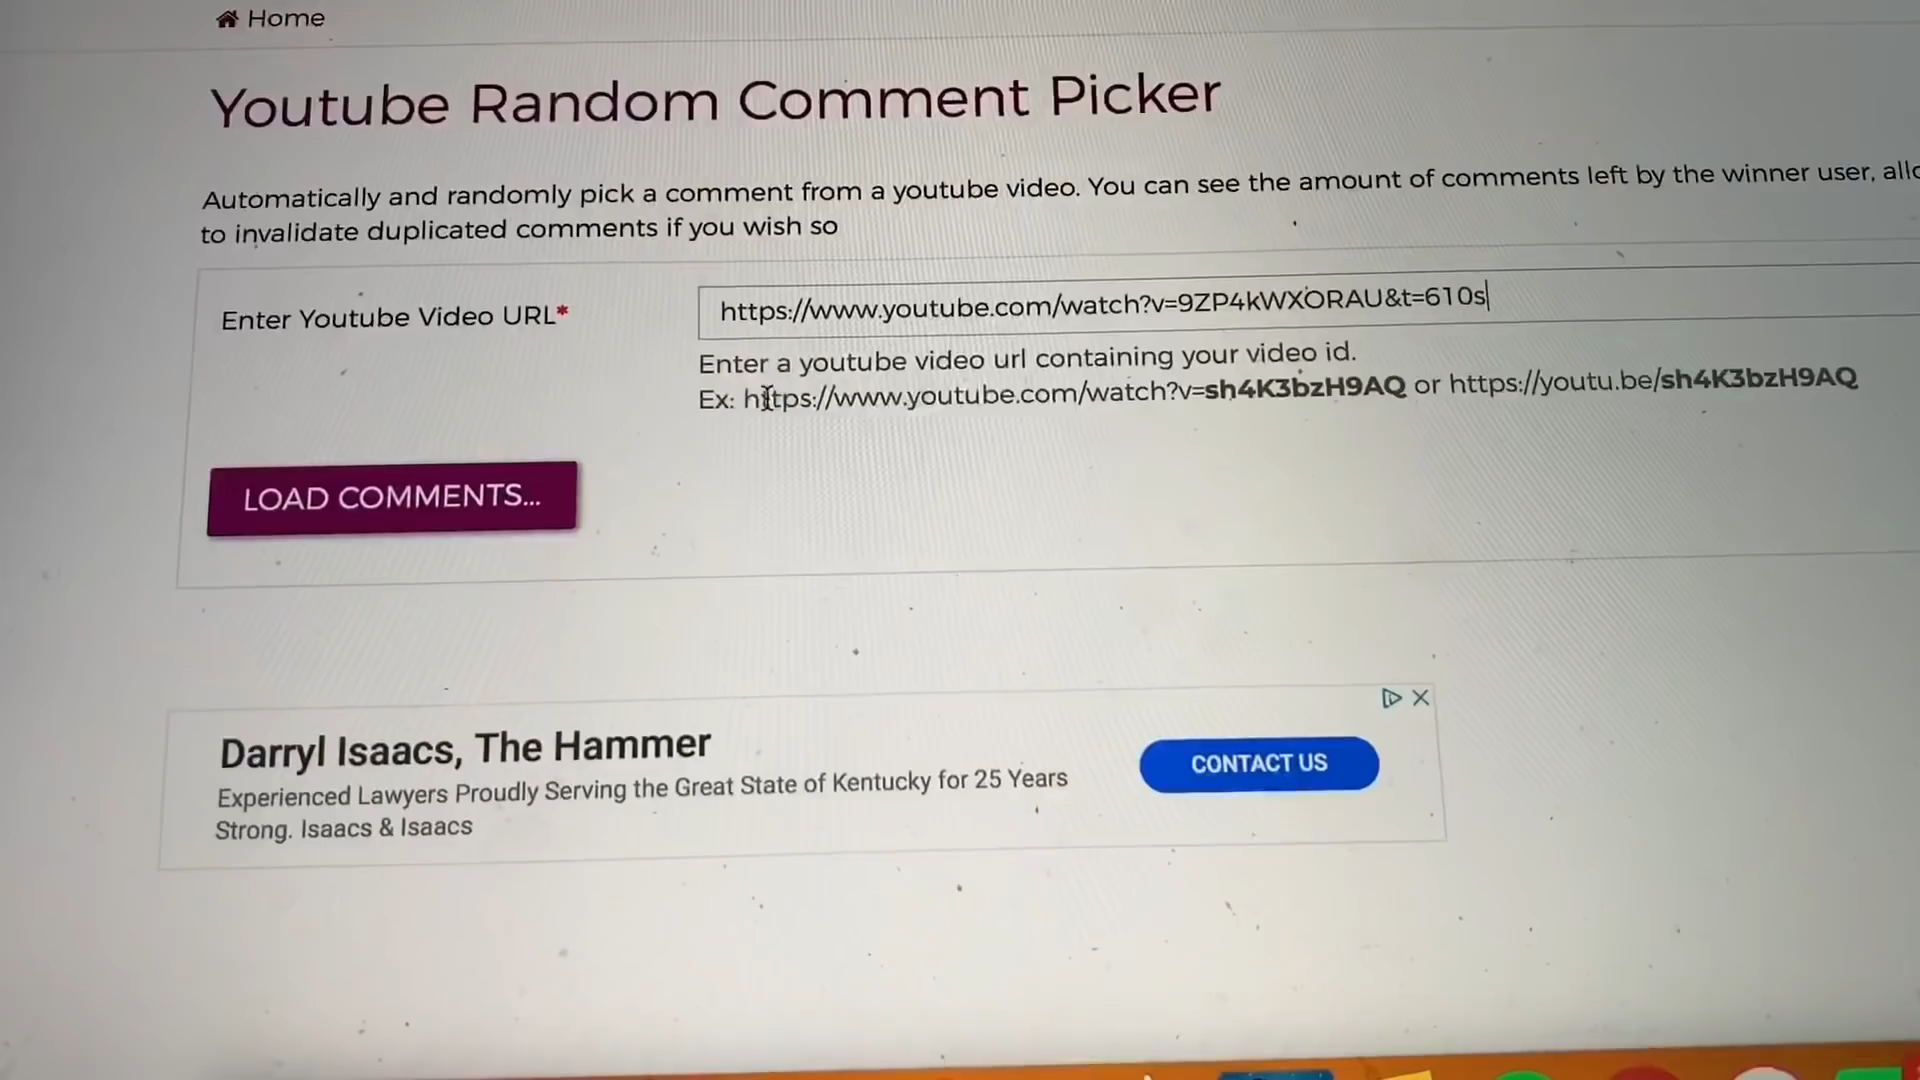 Home
Youtube Random Comment Picker
Automatically and randomly pick a comment from a youtube video. You can see the amount of comments left by the winner user,
to invalidate duplicated comments if you wish so
Enter Youtube Video URL*
https://www.youtube.com/watch?v=9ZP4kWXORAU&t=610s
Enter a youtube video url containing your video id.
Ex: https://www.youtube.com/watch?v=sh4K3bzH9AQ or https://youtu.be/sh4K3bzH9AQ
LOAD COMMENTS...
Darryl Isaacs, The Hammer
Experienced Lawyers Proudly Serving the Great State of Kentucky for 25 Years
Strong. Isaacs & Isaacs
CONTACT US